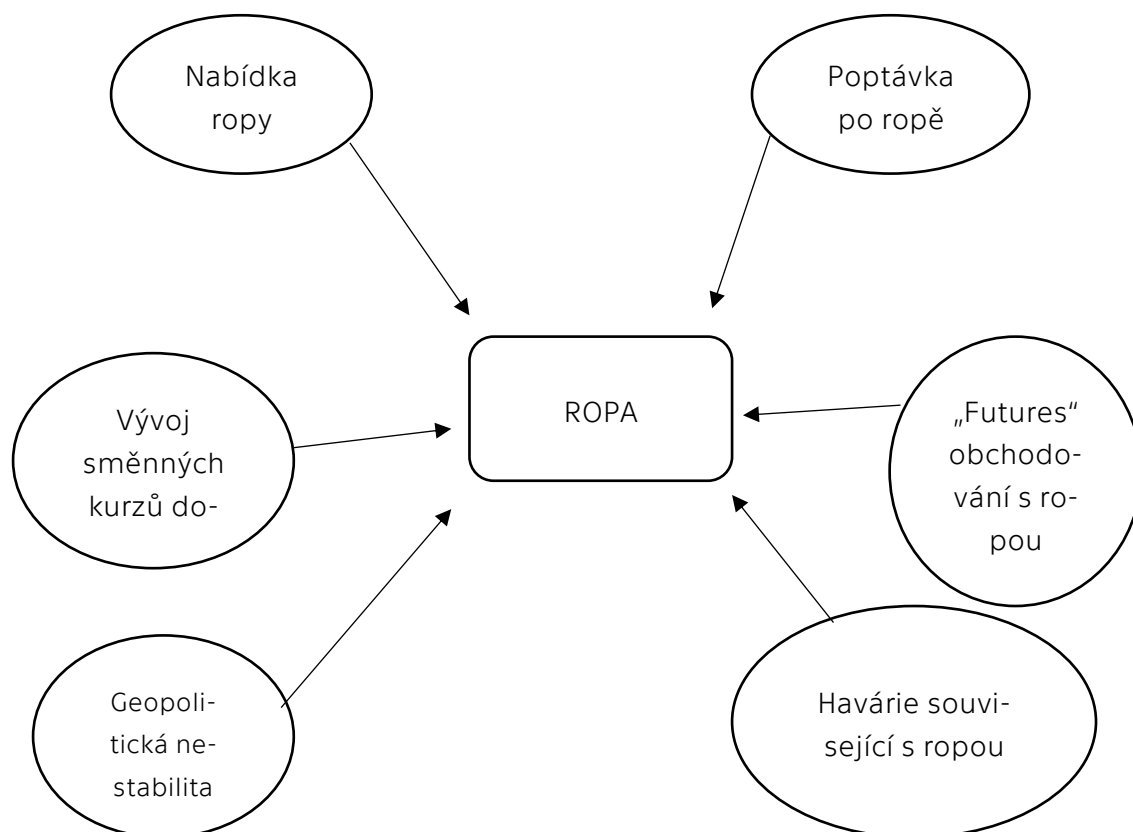 Nabídka
ropy
Poptávka
po ropě
ROPA
Vývoj
směnných
kurzů do-
„Futures“
obchodo-
vání s ro-
pou
Geopoli-
tická ne-
stabilita
Havárie souvi-
sející s ropou